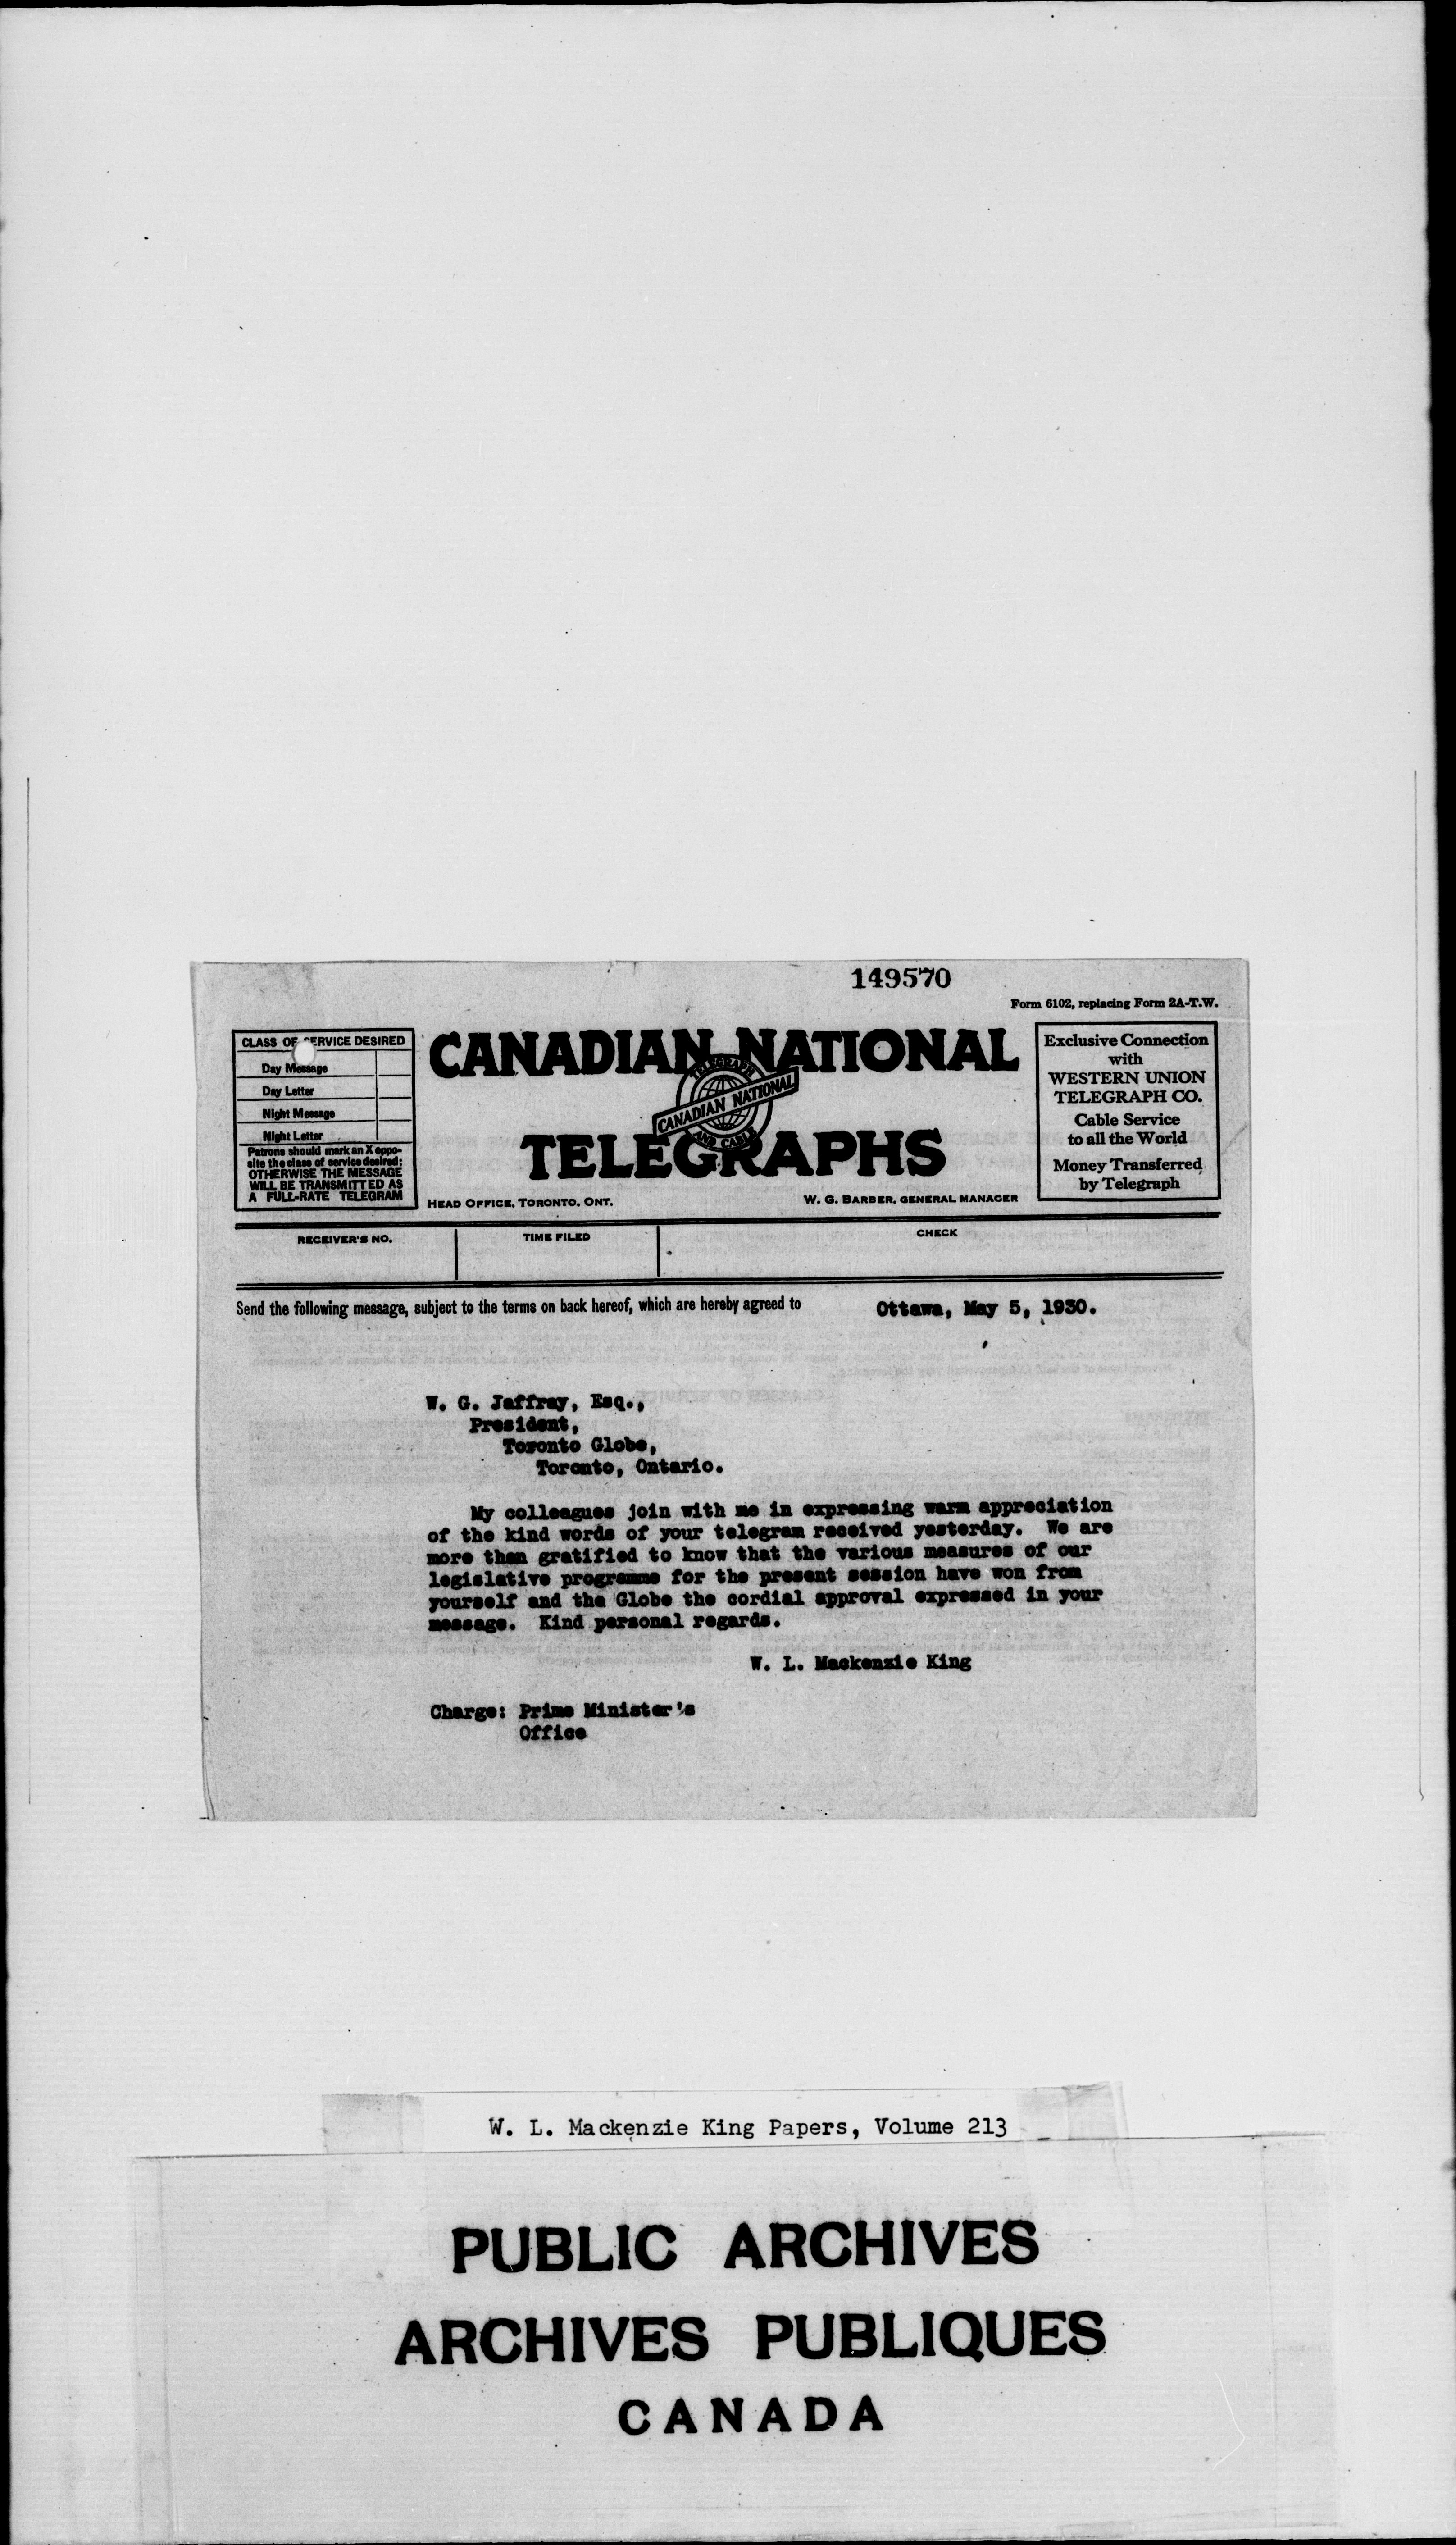 149570
Form 6102, replacing Form 2A-T.W.
CLASS OF SERVICE DESIRED
Day Message
Day Letter
Night Message
Night Letter
Patrons should mark an X oppo-
site the class of service desired;
OTHERWISE THE MESSAGE
WILL BE TRANSMITTED AS
A FULL-RATE TELEGRAM
CANADIAN NATIONAL
TELEGRAPH
CANADIAN NATIONAL
AND CABLE
TELEGRAPHS
HEAD OFFICE, TORONTO, ONT.
W. G. BARBER, GENERAL MANAGER
Exclusive Connection
with
WESTERN UNION
TELEGRAPH CO.
Cable Service
to all the World
Money Transferred
by Telegraph
RECEIVER'S NO.
TIME FILED
CHECK
Send the following message, subject to the terms on back hereof, which are hereby agreed to
Ottawa, May 5, 1930.
W. G. Jaffray, Esq.,
President,
Toronto Globe,
Toronto, Ontario.
My colleagues join with me in expressing warm appreciation
of the kind words of your telegram received yesterday. We are
more than gratified to know that the various measures of our
legislative programme for the present session have won from
yourself and the Globe the cordial approval expressed in your
message. Kind personal regards.
W. L. Mackenzie King
Charge: Prime Minister's
Office
W. L. Mackenzie King Papers, Volume 213
PUBLIC ARCHIVES
ARCHIVES PUBLIQUES
CANADA